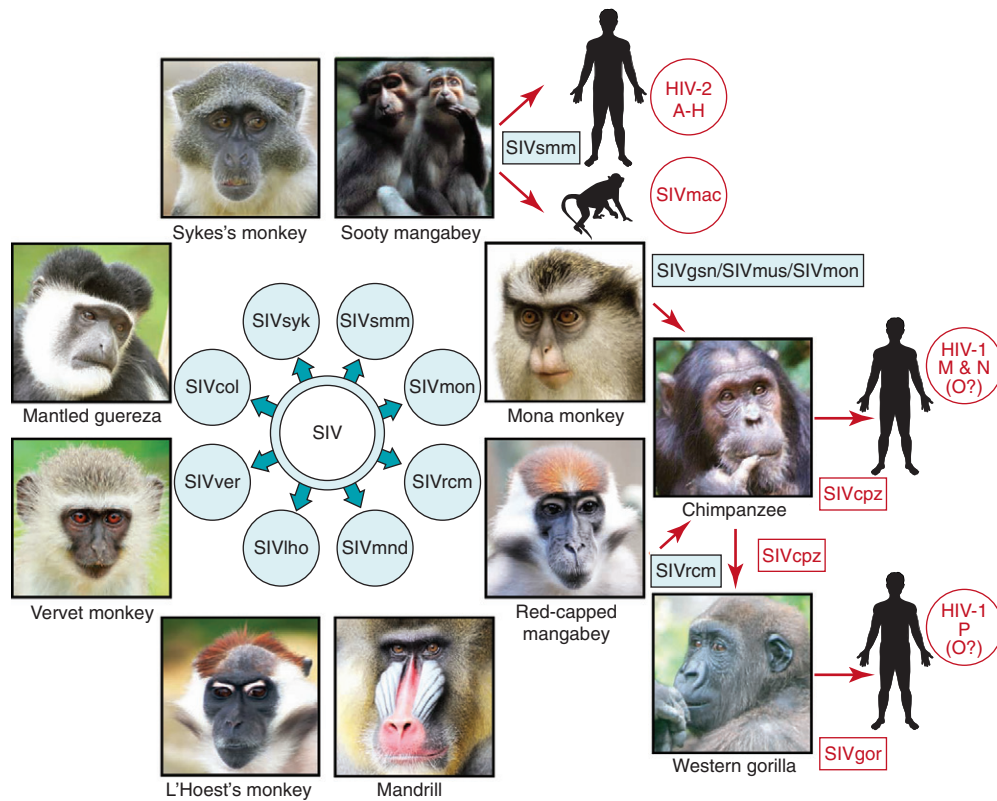 HIV-2
A-H
SIVsmm
SIVmac
Sykes's monkey
Sooty mangabey
SIVgsn/SIVmus/SIVmon
SIVsyk
SIVsmm
HIV-1
M & N
(O?)
SIVcol
SIVmon
Mantled guereza
Mona monkey
SIV
SIVver
SIVrcm
SIVcpz
Chimpanzee
SIVlho
SIVmnd
SIVrcm
SIVcpz
Vervet monkey
Red-capped
mangabey
HIV-1
P
(O?)
SIVgor
Western gorilla
L'Hoest's monkey
Mandrill